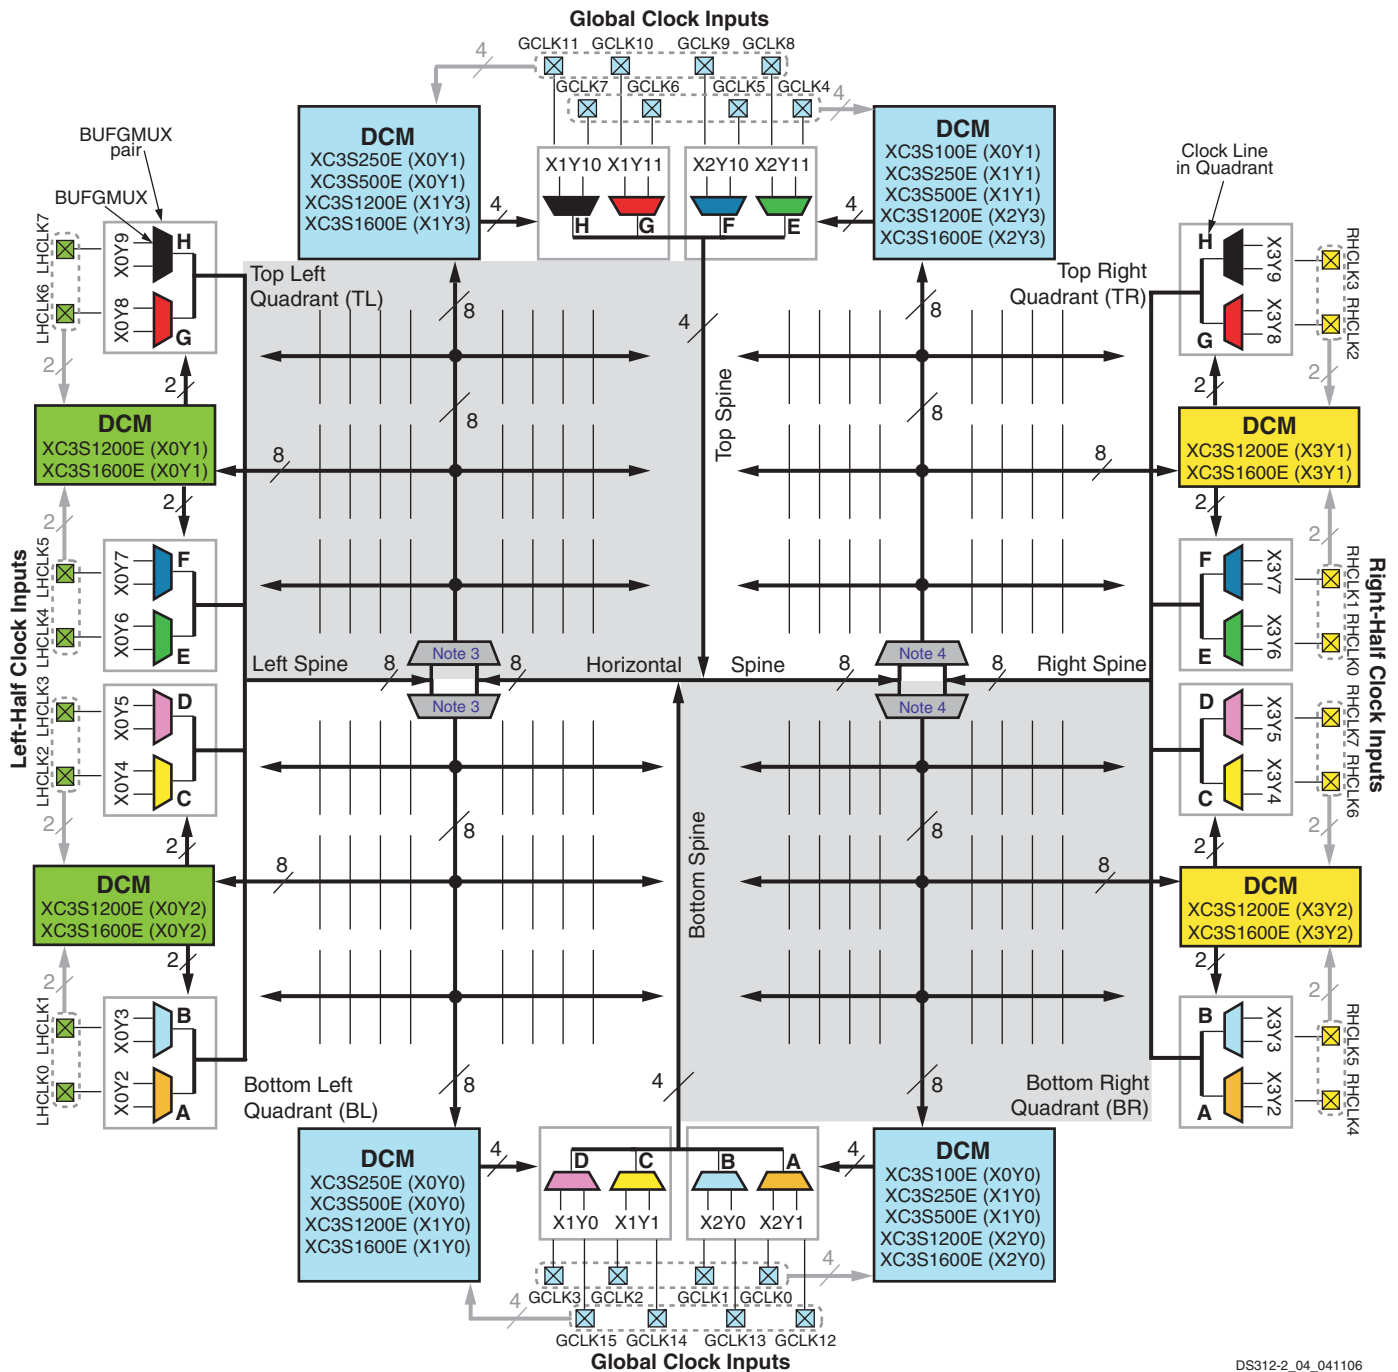 Global Clock Inputs
GCLK11 GCLK10 GCLK9 GCLK8
4
GCLK7 GCLK6 GCLK5 GCLK4
4
DCM
XC3S250E (X0Y1)
XC3S500E (X0Y1)
XC3S1200E (X1Y3)
XC3S1600E (X1Y3)
4
X1Y10 X1Y11 X2Y10 X2Y11
H G F E
4
DCM
XC3S100E (X0Y1)
XC3S250E (X1Y1)
XC3S500E (X1Y1)
XC3S1200E (X2Y3)
XC3S1600E (X2Y3)
BUFGMUX
pair
BUFGMUX
Clock Line
in Quadrant
LHCLK7
LHCLK6
X0Y9
X0Y8
H
G
2
2
DCM
XC3S1200E (X0Y1)
XC3S1600E (X0Y1)
2
2
Left-Half Clock Inputs
LHCLK5
LHCLK4
X0Y7
X0Y6
F
E
LHCLK3
LHCLK2
X0Y5
X0Y4
D
C
2
2
DCM
XC3S1200E (X0Y2)
XC3S1600E (X0Y2)
2
2
LHCLK1
LHCLK0
X0Y3
X0Y2
B
A
Top Left
Quadrant (TL)
8
8
8
4
Top Spine
Top Right
Quadrant (TR)
8
8
8
Left Spine
8
Note 3
Note 3
8
Horizontal
Spine
8
Note 4
Note 4
8
Right Spine
8
8
8
Bottom Spine
4
8
8
8
Bottom Left
Quadrant (BL)
Bottom Right
Quadrant (BR)
H
G
X3Y9
X3Y8
RHCLK3
RHCLK2
2
2
DCM
XC3S1200E (X3Y1)
XC3S1600E (X3Y1)
2
2
Right-Half Clock Inputs
F
E
X3Y7
X3Y6
RHCLK1
RHCLK0
D
C
X3Y5
X3Y4
RHCLK7
RHCLK6
2
2
DCM
XC3S1200E (X3Y2)
XC3S1600E (X3Y2)
2
2
B
A
X3Y3
X3Y2
RHCLK5
RHCLK4
DCM
XC3S250E (X0Y0)
XC3S500E (X0Y0)
XC3S1200E (X1Y0)
XC3S1600E (X1Y0)
4
D C B A
X1Y0 X1Y1 X2Y0 X2Y1
4
DCM
XC3S100E (X0Y0)
XC3S250E (X1Y0)
XC3S500E (X1Y0)
XC3S1200E (X2Y0)
XC3S1600E (X2Y0)
4
GCLK3 GCLK2 GCLK1 GCLK0
4
GCLK15 GCLK14 GCLK13 GCLK12
Global Clock Inputs
DS312-2_04_041106